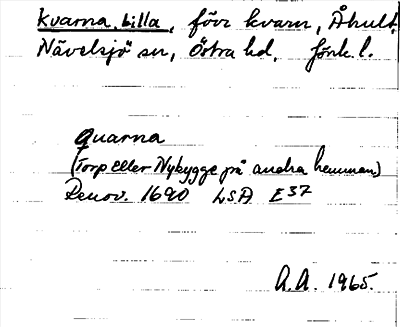 Kvarna, Lilla, förr kvarn, Åhult,
Nävelsjö sn, Östra hd, Jönk. l.
Quarna
(Torp eller Nybygge på andra hemman)
Renov. 1690 LSA E37
A.A. 1965.